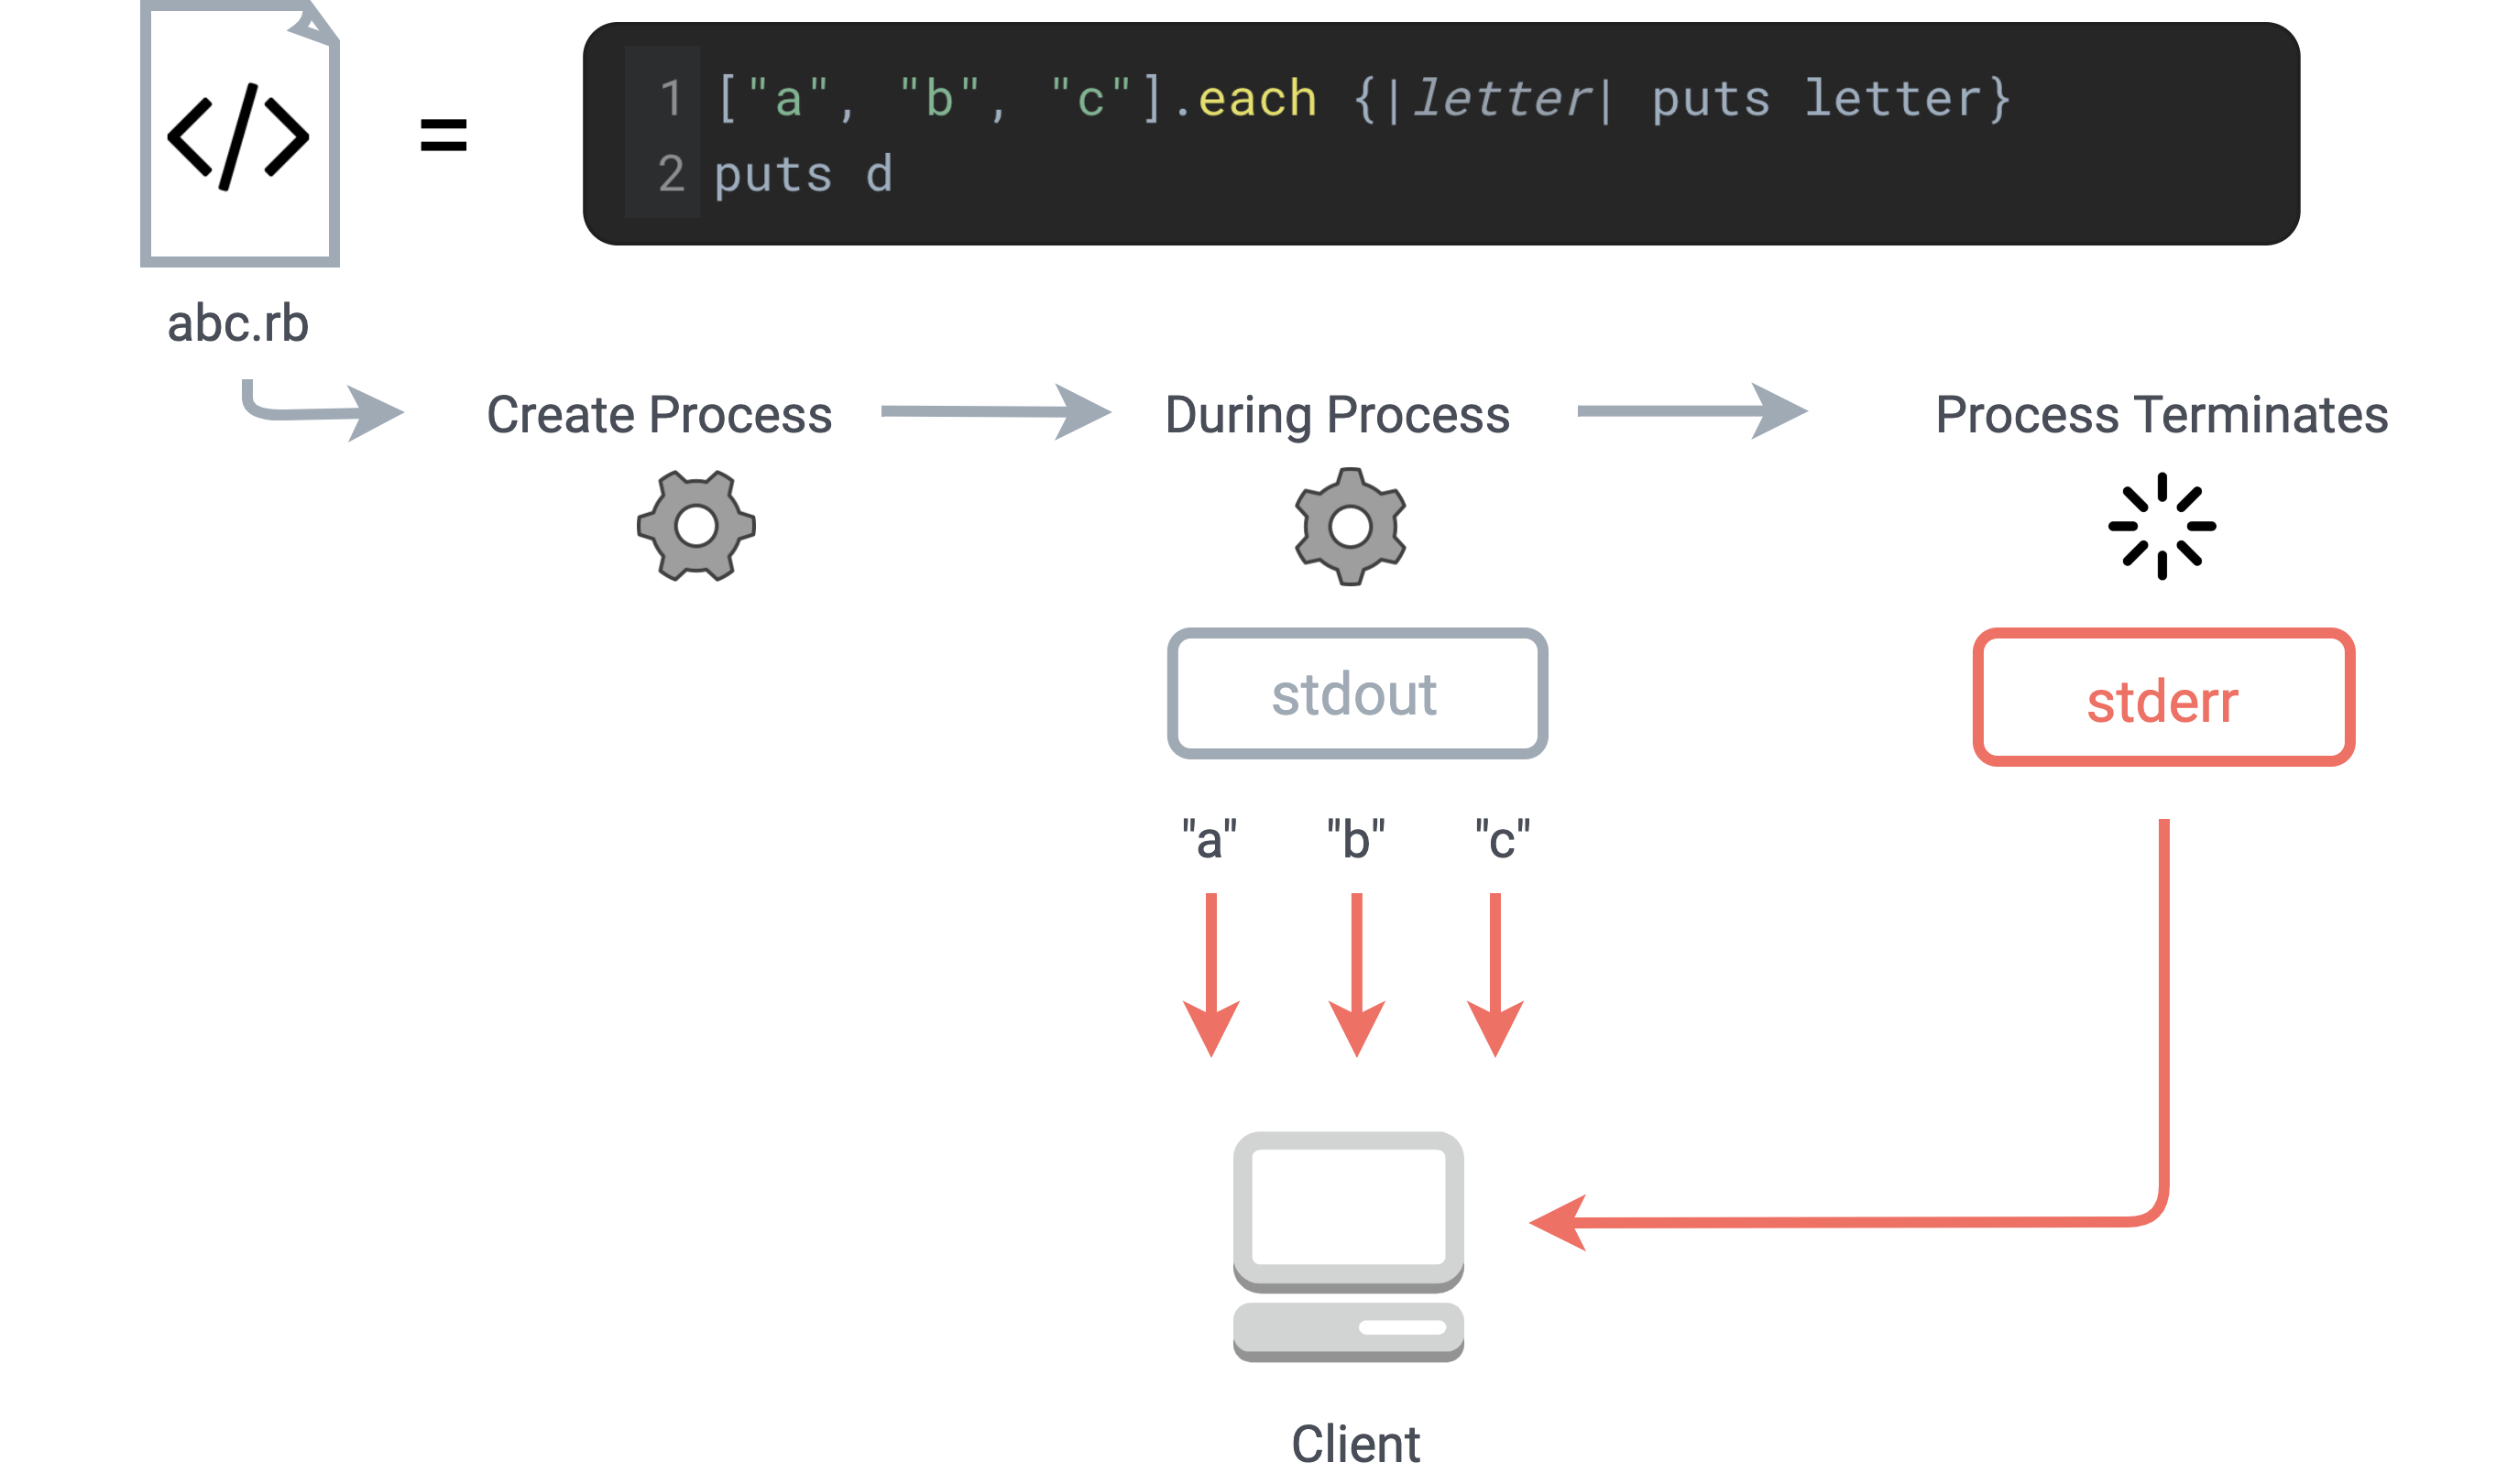 1 ["a", "b", "c"].each {|letter| puts letter}
2 puts d
abc.rb
Create Process
During Process
Process Terminates
stdout
stderr
"a" "b" "c"
Client